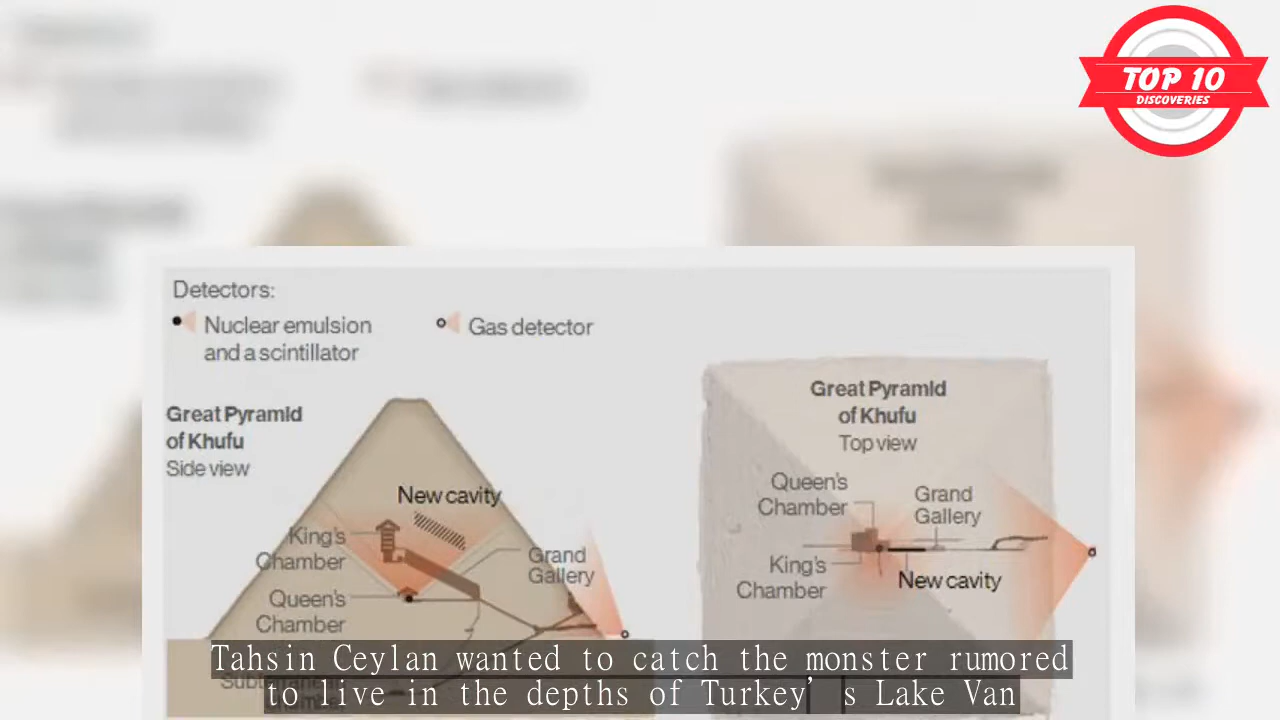 TOP 10
DISCOVERIES
Detectors:
Nuclear emulsion
and a scintillator
Gas detector
Great Pyramid
of Khufu
Side view
New cavity
King's
Chamber
Grand
Gallery
Queen's
Chamber
Great Pyramid
of Khufu
Top view
Queen's
Chamber
Grand
Gallery
King's
Chamber
New cavity
Tahsin Ceylan wanted to catch the monster rumored
to live in the depths of Turkey's Lake Van